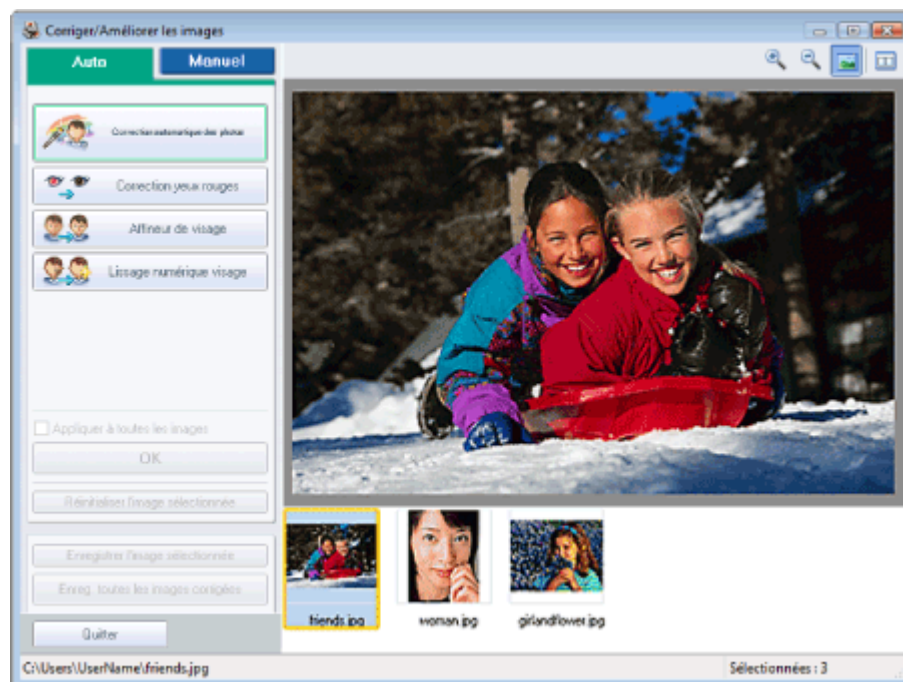 Corriger/Améliorer les images
Auto
Manuel
Correction automatique des photos
Correction yeux rouges
Affineur de visage
Lissage numérique visage
Appliquer à toutes les images
OK
Réinitialiser l'image sélectionnée
Enregistrer l'image sélectionnée
Enreg. toutes les images corrigées
Quitter
friends.jpg
woman.jpg
girlandflower.jpg
C:\Users\UserName\friends.jpg
Sélectionnées : 3